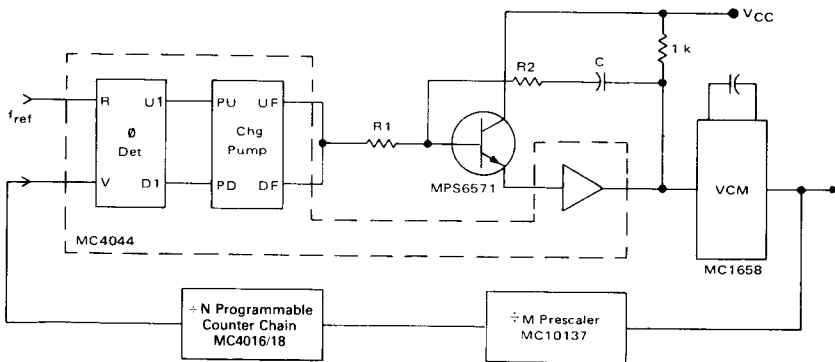 V_CC
R2
C
1 k
f_ref
R
U1
PU
UF
Ø
Det
Chg
Pump
R1
V
D1
PD
DF
MPS6571
VCM
MC4044
MC1658
÷N Programmable
Counter Chain
MC4016/18
÷M Prescaler
MC10137